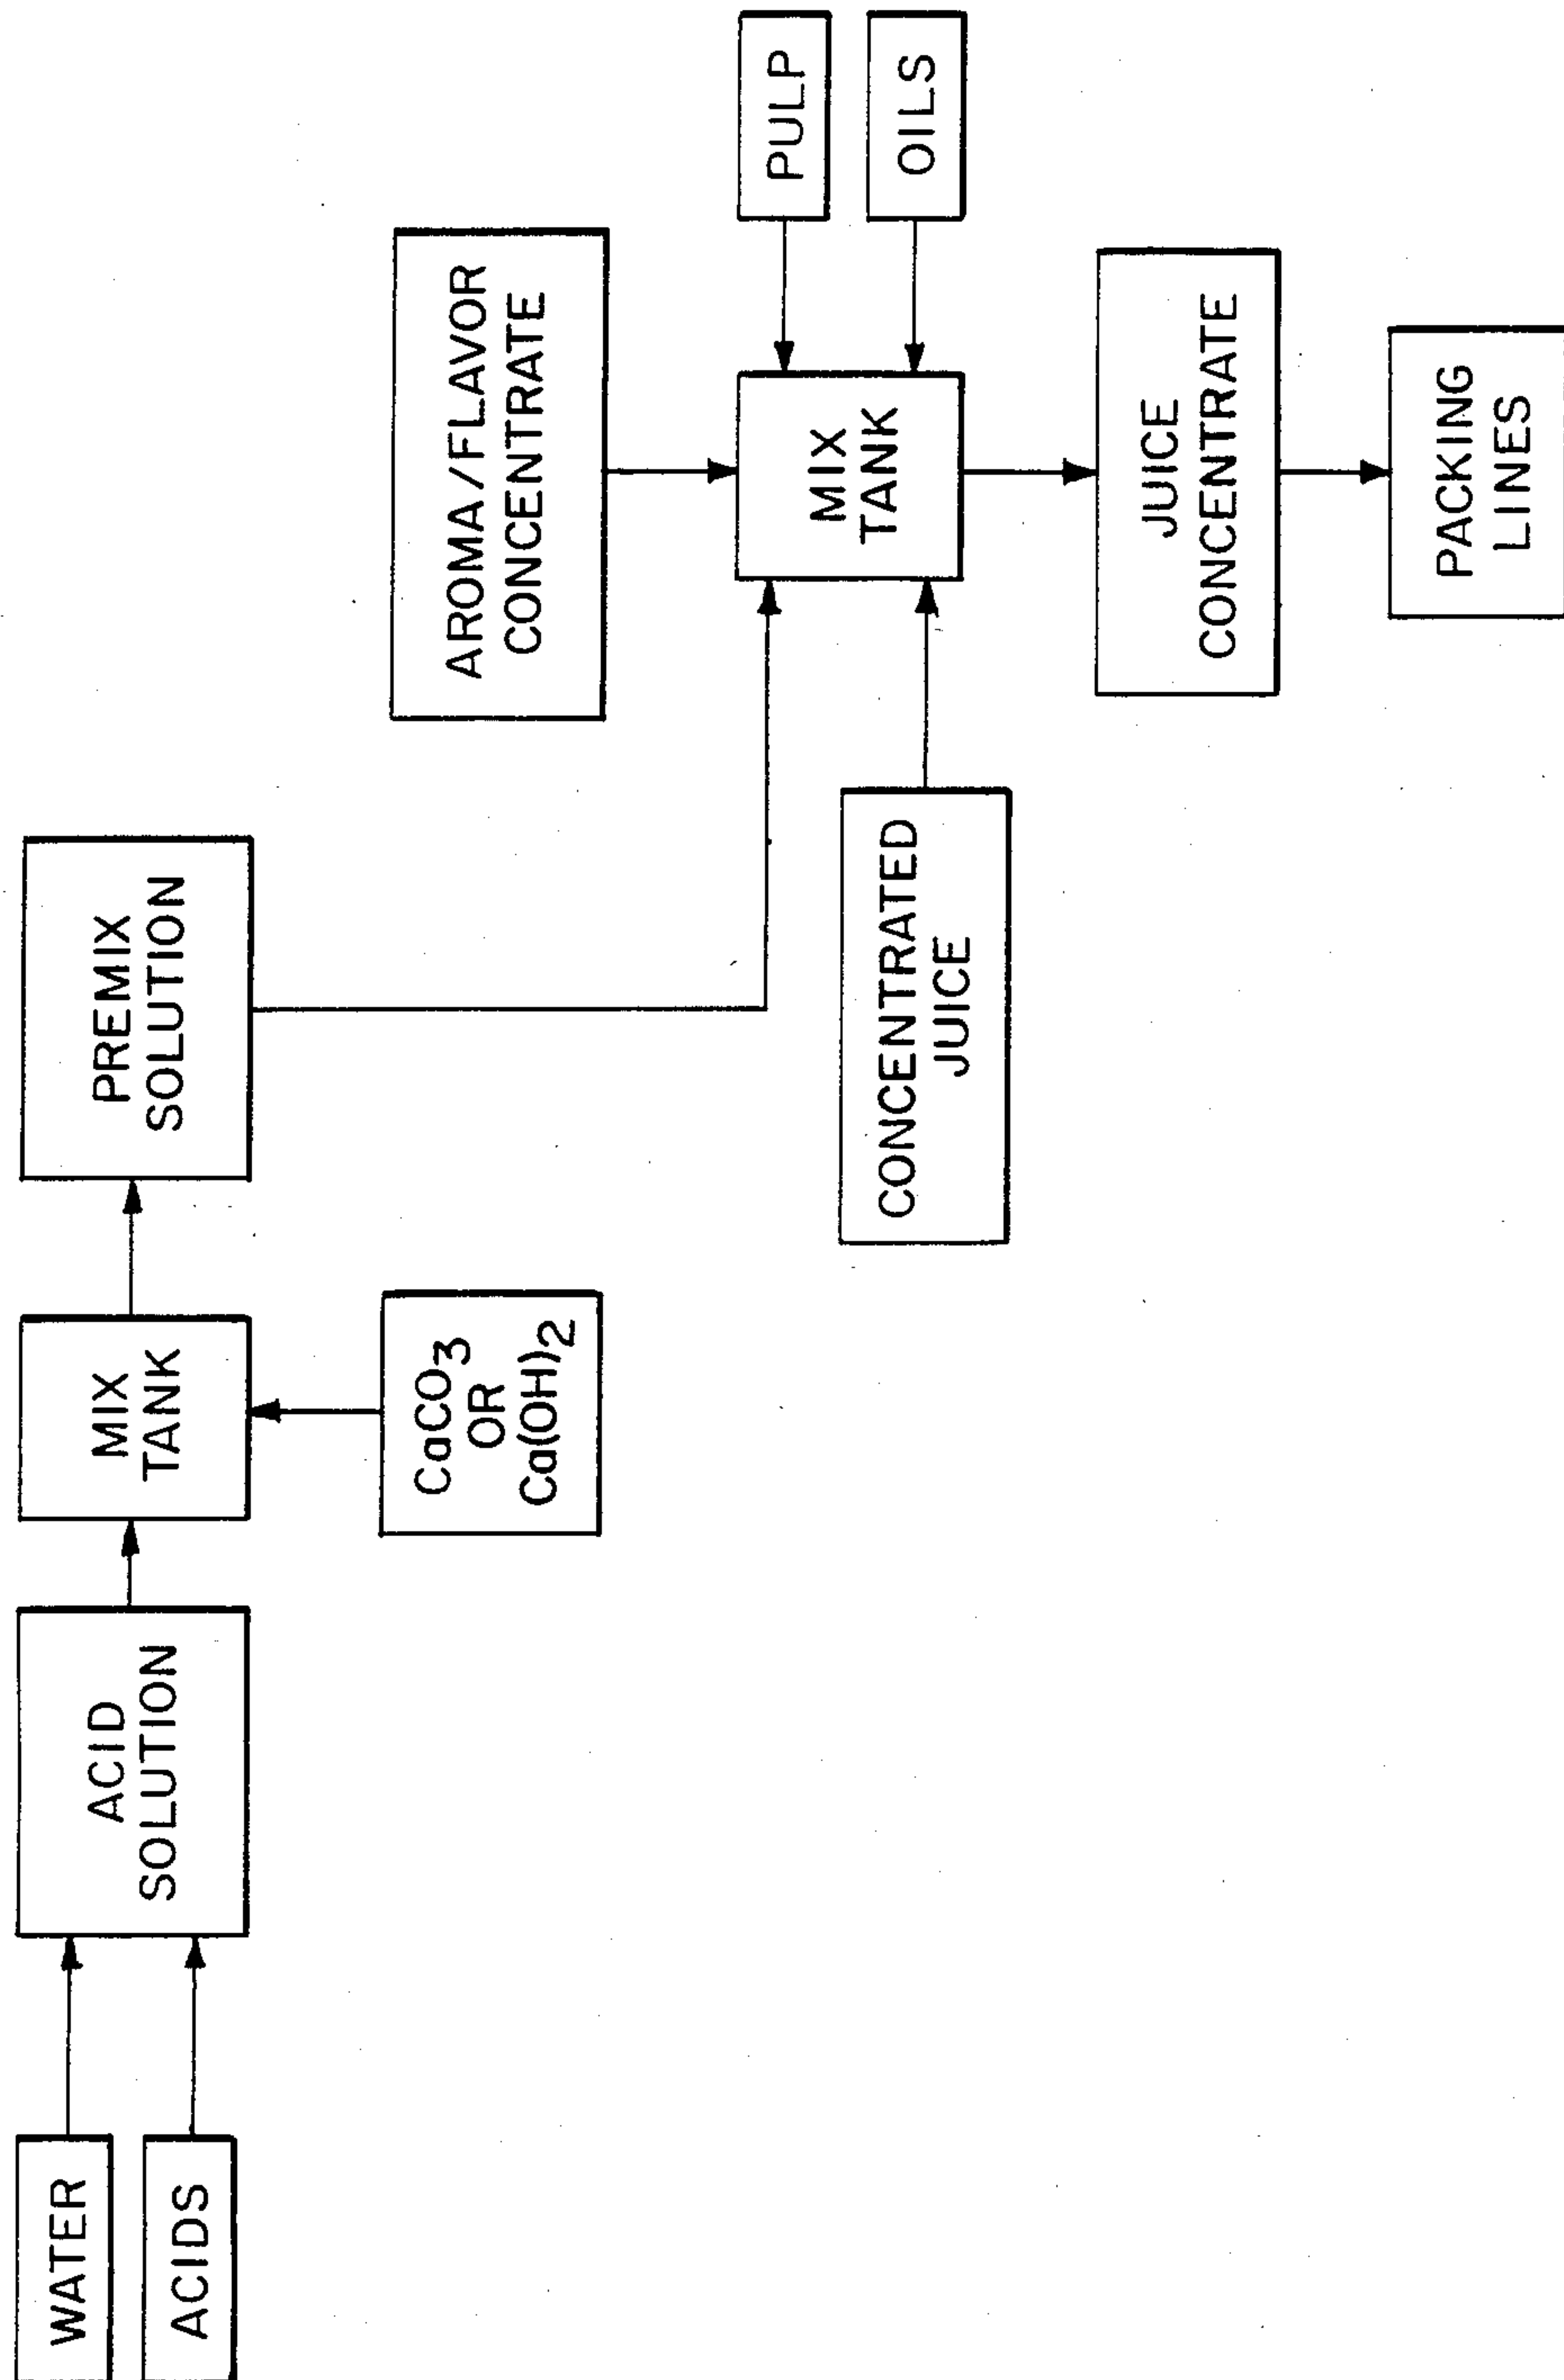 WATER
ACIDS
ACID
SOLUTION
MIX
TANK
CaCO3
OR
Ca(OH)2
PREMIX
SOLUTION
CONCENTRATED
JUICE
AROMA/FLAVOR
CONCENTRATE
MIX
TANK
PULP
OILS
JUICE
CONCENTRATE
PACKING
LINES